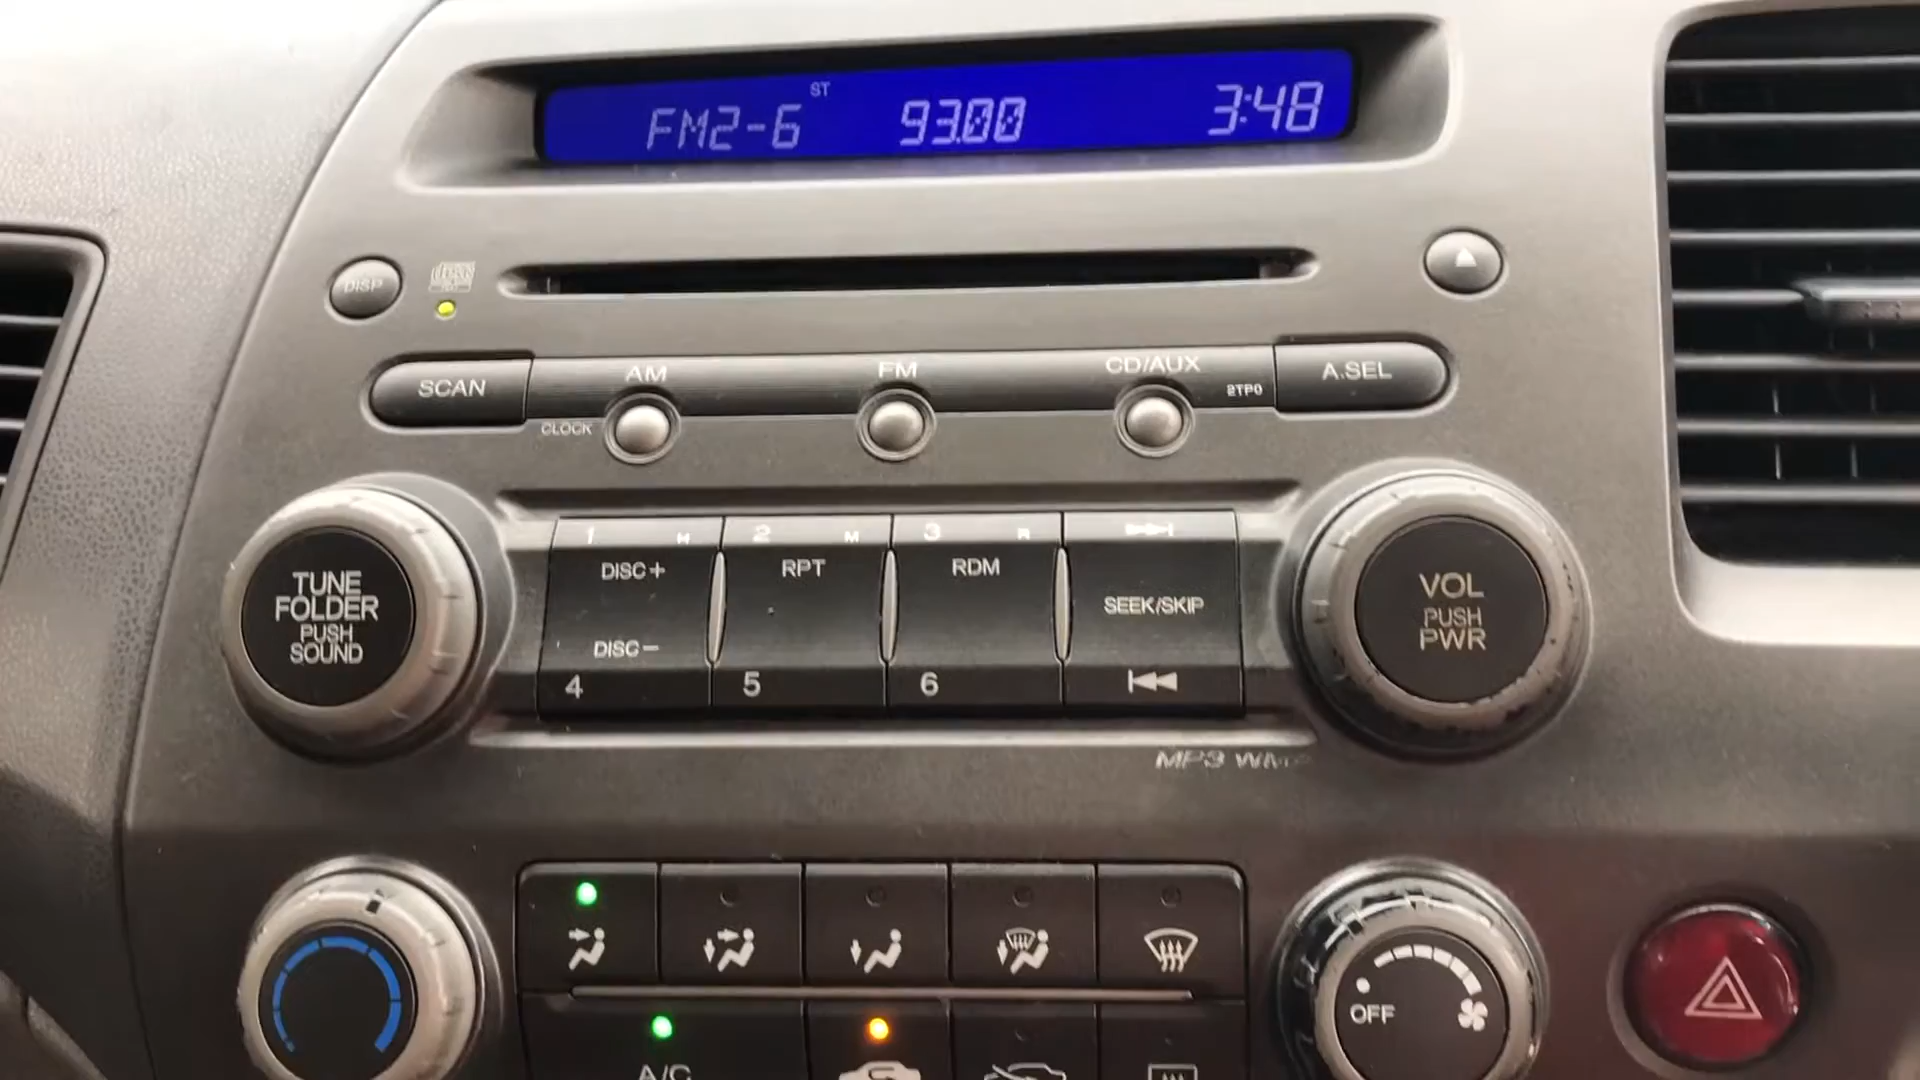 ST
FM2-6 93.00 3:48
DISP
SCAN AM FM CD/AUX A.SEL
CLOCK
1 H 2 M 3 R
DISC+ RPT RDM
SEEK/SKIP
DISC−
4 5 6
TUNE
FOLDER
PUSH
SOUND
VOL
PUSH
PWR
MP3
OFF
A/C